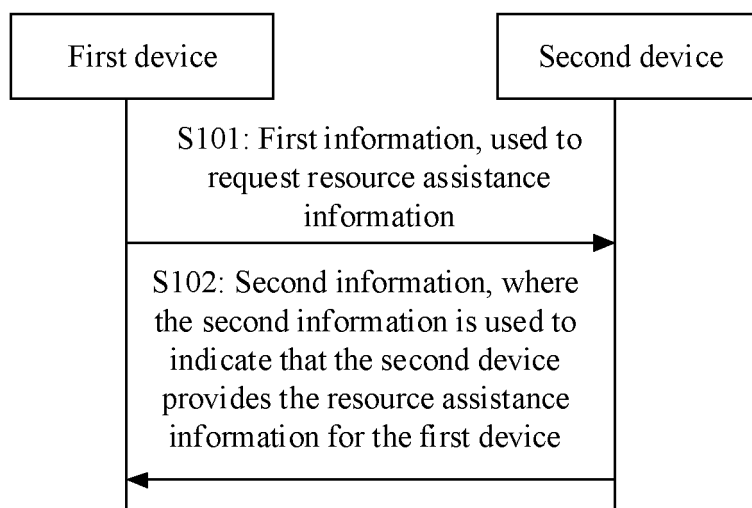 First device
Second device
S101: First information, used to
request resource assistance
information
S102: Second information, where
the second information is used to
indicate that the second device
provides the resource assistance
information for the first device